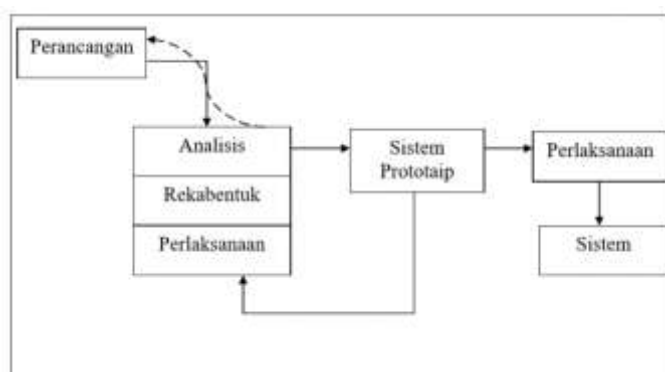 Perancangan
Analisis
Rekabentuk
Perlaksanaan
Sistem
Prototaip
Perlaksanaan
Sistem